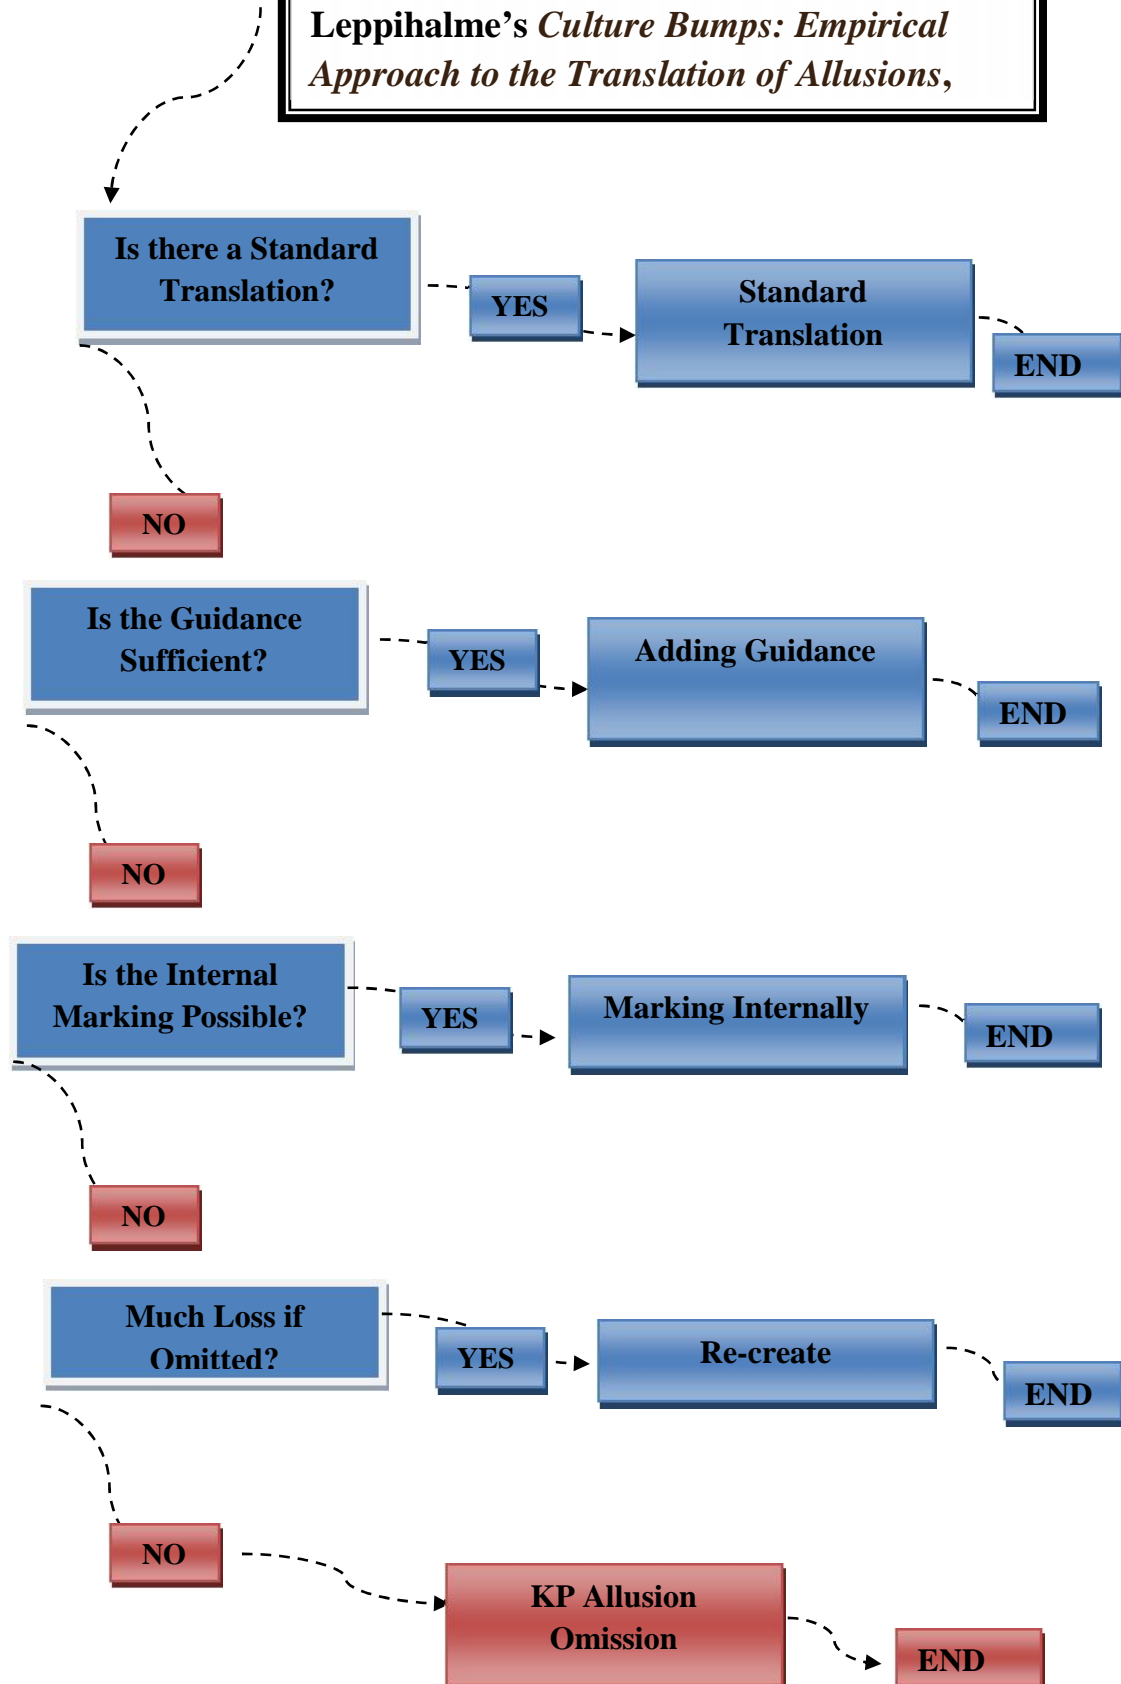 Leppihalme's Culture Bumps: Empirical
Approach to the Translation of Allusions,
Is there a Standard
Translation?
YES
Standard
Translation
END
NO
Is the Guidance
Sufficient?
YES
Adding Guidance
END
NO
Is the Internal
Marking Possible?
YES
Marking Internally
END
NO
Much Loss if
Omitted?
YES
Re-create
END
NO
KP Allusion
Omission
END